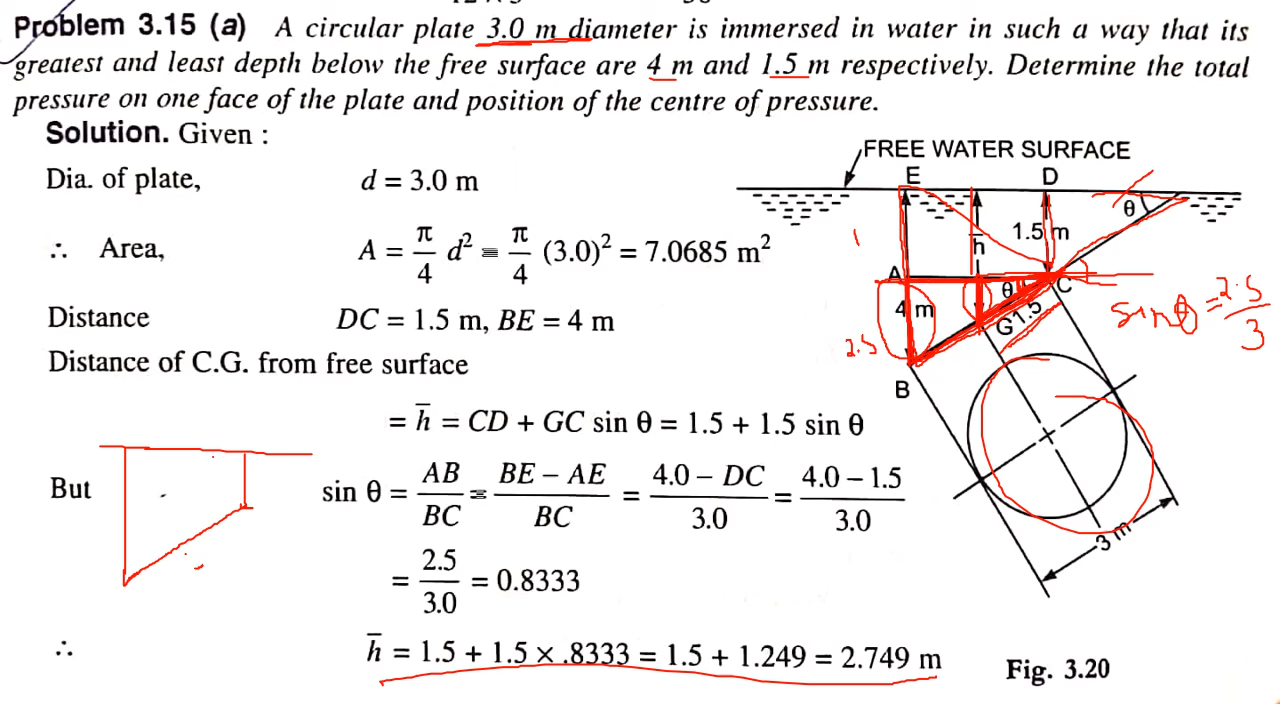 Problem 3.15 (a) A circular plate 3.0 m diameter is immersed in water in such a way that its
greatest and least depth below the free surface are 4 m and 1.5 m respectively. Determine the total
pressure on one face of the plate and position of the centre of pressure.
Solution. Given :
Dia. of plate, d = 3.0 m
∴ Area, A = π/4 d² = π/4 (3.0)² = 7.0685 m²
Distance DC = 1.5 m, BE = 4 m
Distance of C.G. from free surface
= h̄ = CD + GC sin θ = 1.5 + 1.5 sin θ
But sin θ = AB/BC = BE – AE/BC = 4.0 – DC/3.0 = 4.0 – 1.5/3.0
= 2.5/3.0 = 0.8333
∴ h̄ = 1.5 + 1.5 × .8333 = 1.5 + 1.249 = 2.749 m
FREE WATER SURFACE
E D
θ
1.5 m
h̄
A θ C
4 m G 1.5
2.5
B
sinθ = 2.5/3
3 m
Fig. 3.20